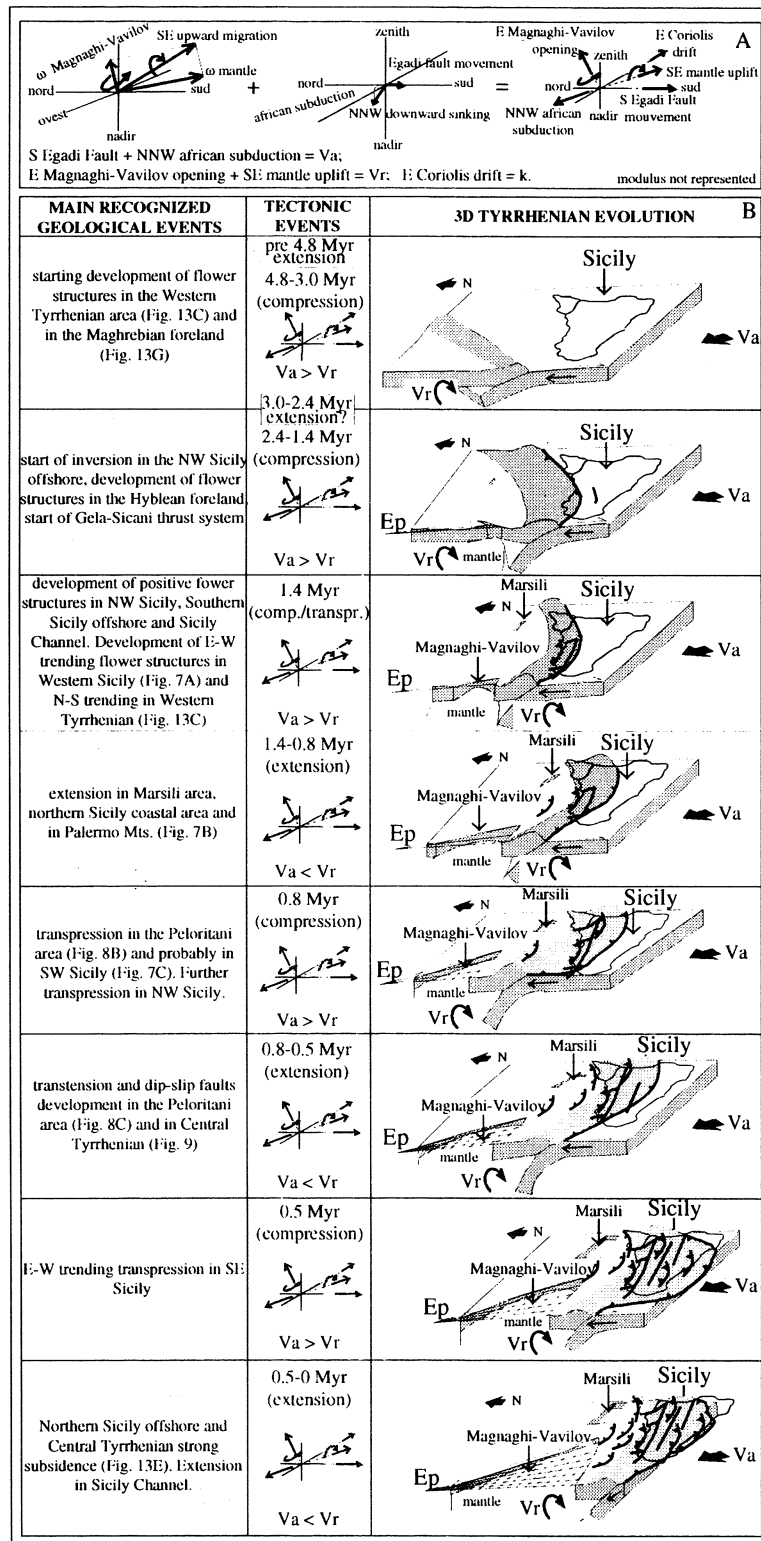 A
ω Magnaghi-Vavilov
SE upward migration
ω mantle
nord
sud
ovest
nadir
+
zenith
Egadi fault movement
sud
african subduction
NNW downward sinking
nadir
=
E Magnaghi-Vavilov
opening
zenith
E Coriolis
drift
nord
SE mantle uplift
sud
NNW african
subduction
nadir
S Egadi Fault
mouvement
S Egadi Fault + NNW african subduction = Va;
E Magnaghi-Vavilov opening + SE mantle uplift = Vr; E Coriolis drift = k.
modulus not represented
MAIN RECOGNIZED
GEOLOGICAL EVENTS
TECTONIC
EVENTS
3D TYRRHENIAN EVOLUTION
B
starting development of flower
structures in the Western
Tyrrhenian area (Fig. 13C) and
in the Maghrebian foreland
(Fig. 13G)
pre 4.8 Myr
extension
4.8-3.0 Myr
(compression)
Va > Vr
Sicily
N
Va
Vr
start of inversion in the NW Sicily
offshore, development of flower
structures in the Hyblean foreland,
start of Gela-Sicani thrust system
3.0-2.4 Myr
extension?
2.4-1.4 Myr
(compression)
Va > Vr
N
Sicily
Va
Ep
Vr
mantle
development of positive fower
structures in NW Sicily, Southern
Sicily offshore and Sicily
Channel. Development of E-W
trending flower structures in
Western Sicily (Fig. 7A) and
N-S trending in Western
Tyrrhenian (Fig. 13C)
1.4 Myr
(comp./transpr.)
Va > Vr
Marsili
N
Sicily
Magnaghi-Vavilov
Va
Ep
mantle
Vr
extension in Marsili area,
northern Sicily coastal area and
in Palermo Mts. (Fig. 7B)
1.4-0.8 Myr
(extension)
Va < Vr
Marsili
Sicily
N
Magnaghi-Vavilov
Va
Ep
mantle
Vr
transpression in the Peloritani
area (Fig. 8B) and probably in
SW Sicily (Fig. 7C). Further
transpression in NW Sicily.
0.8 Myr
(compression)
Va > Vr
Marsili
Sicily
N
Magnaghi-Vavilov
Va
Ep
mantle
Vr
transtension and dip-slip faults
development in the Peloritani
area (Fig. 8C) and in Central
Tyrrhenian (Fig. 9)
0.8-0.5 Myr
(extension)
Va < Vr
Sicily
Marsili
N
Magnaghi-Vavilov
Va
Ep
mantle
Vr
E-W trending transpression in SE
Sicily
0.5 Myr
(compression)
Va > Vr
Sicily
Marsili
N
Magnaghi-Vavilov
Va
Ep
mantle
Vr
Northern Sicily offshore and
Central Tyrrhenian strong
subsidence (Fig. 13E). Extension
in Sicily Channel.
0.5-0 Myr
(extension)
Va < Vr
Sicily
Marsili
N
Magnaghi-Vavilov
Va
Ep
mantle
Vr